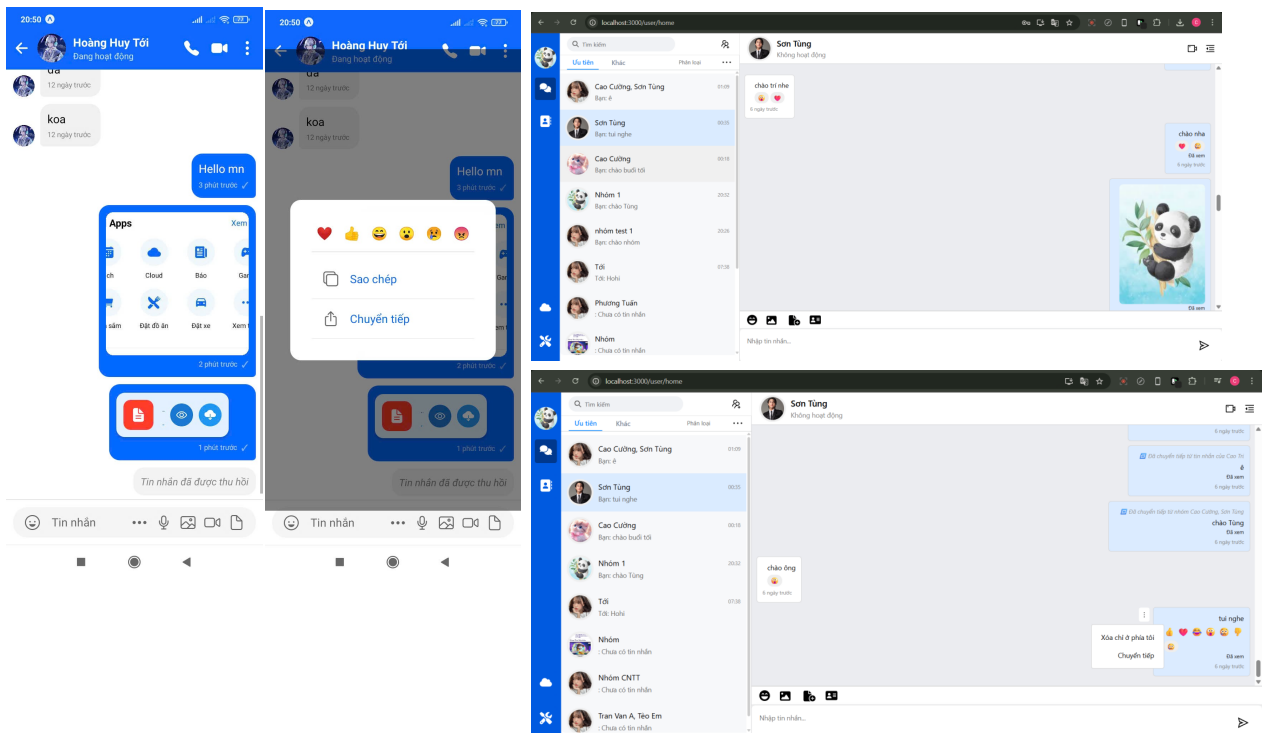 20:50
Hoàng Huy Tới
Đang hoạt động
12 ngày trước
koa
12 ngày trước
Hello mn
3 phút trước
Apps
Xem
ch
Cloud
Báo
Gar
sắm
Đặt đồ ăn
Đặt xe
Xem t
2 phút trước
1 phút trước
Tin nhắn đã được thu hồi
Tin nhắn
20:50
Hoàng Huy Tới
Đang hoạt động
12 ngày trước
koa
12 ngày trước
Hello mn
3 phút trước
Sao chép
Chuyển tiếp
2 phút trước
1 phút trước
Tin nhắn đã được thu hồi
Tin nhắn
localhost:3000/user/home
Tìm kiếm
Ưu tiên
Khác
Phân loại
Cao Cường, Sơn Tùng
01:09
Bạn: ê
Sơn Tùng
00:35
Bạn: tui nghe
Cao Cường
00:18
Bạn: chào buổi tối
Nhóm 1
20:32
Bạn: chào Tùng
nhóm test 1
20:26
Bạn: chào nhóm
Tới
07:36
Tới: Hohi
Phương Tuấn
: Chưa có tin nhắn
Nhóm
: Chưa có tin nhắn
Sơn Tùng
Không hoạt động
chào trí nhe
6 ngày trước
chào nha
Đã xem
6 ngày trước
Đã xem
Nhập tin nhắn...
localhost:3000/user/home
Tìm kiếm
Ưu tiên
Khác
Phân loại
Cao Cường, Sơn Tùng
01:09
Bạn: ê
Sơn Tùng
00:35
Bạn: tui nghe
Cao Cường
00:18
Bạn: chào buổi tối
Nhóm 1
20:32
Bạn: chào Tùng
Tới
07:36
Tới: Hohi
Nhóm
: Chưa có tin nhắn
Nhóm CNTT
: Chưa có tin nhắn
Tran Van A, Tèo Em
: Chưa có tin nhắn
Sơn Tùng
Không hoạt động
6 ngày trước
Đã chuyển tiếp từ tin nhắn của Cao Trí
ê
Đã xem
6 ngày trước
Đã chuyển tiếp từ nhóm Cao Cường, Sơn Tùng
chào Tùng
Đã xem
6 ngày trước
chào ông
6 ngày trước
tui nghe
Xóa chỉ ở phía tôi
Chuyển tiếp
Đã xem
6 ngày trước
Nhập tin nhắn...